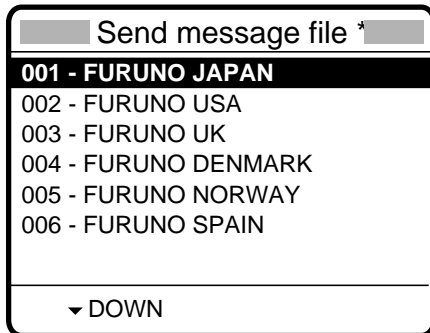 Send message file *
001 - FURUNO JAPAN
002 - FURUNO USA
003 - FURUNO UK
004 - FURUNO DENMARK
005 - FURUNO NORWAY
006 - FURUNO SPAIN
DOWN